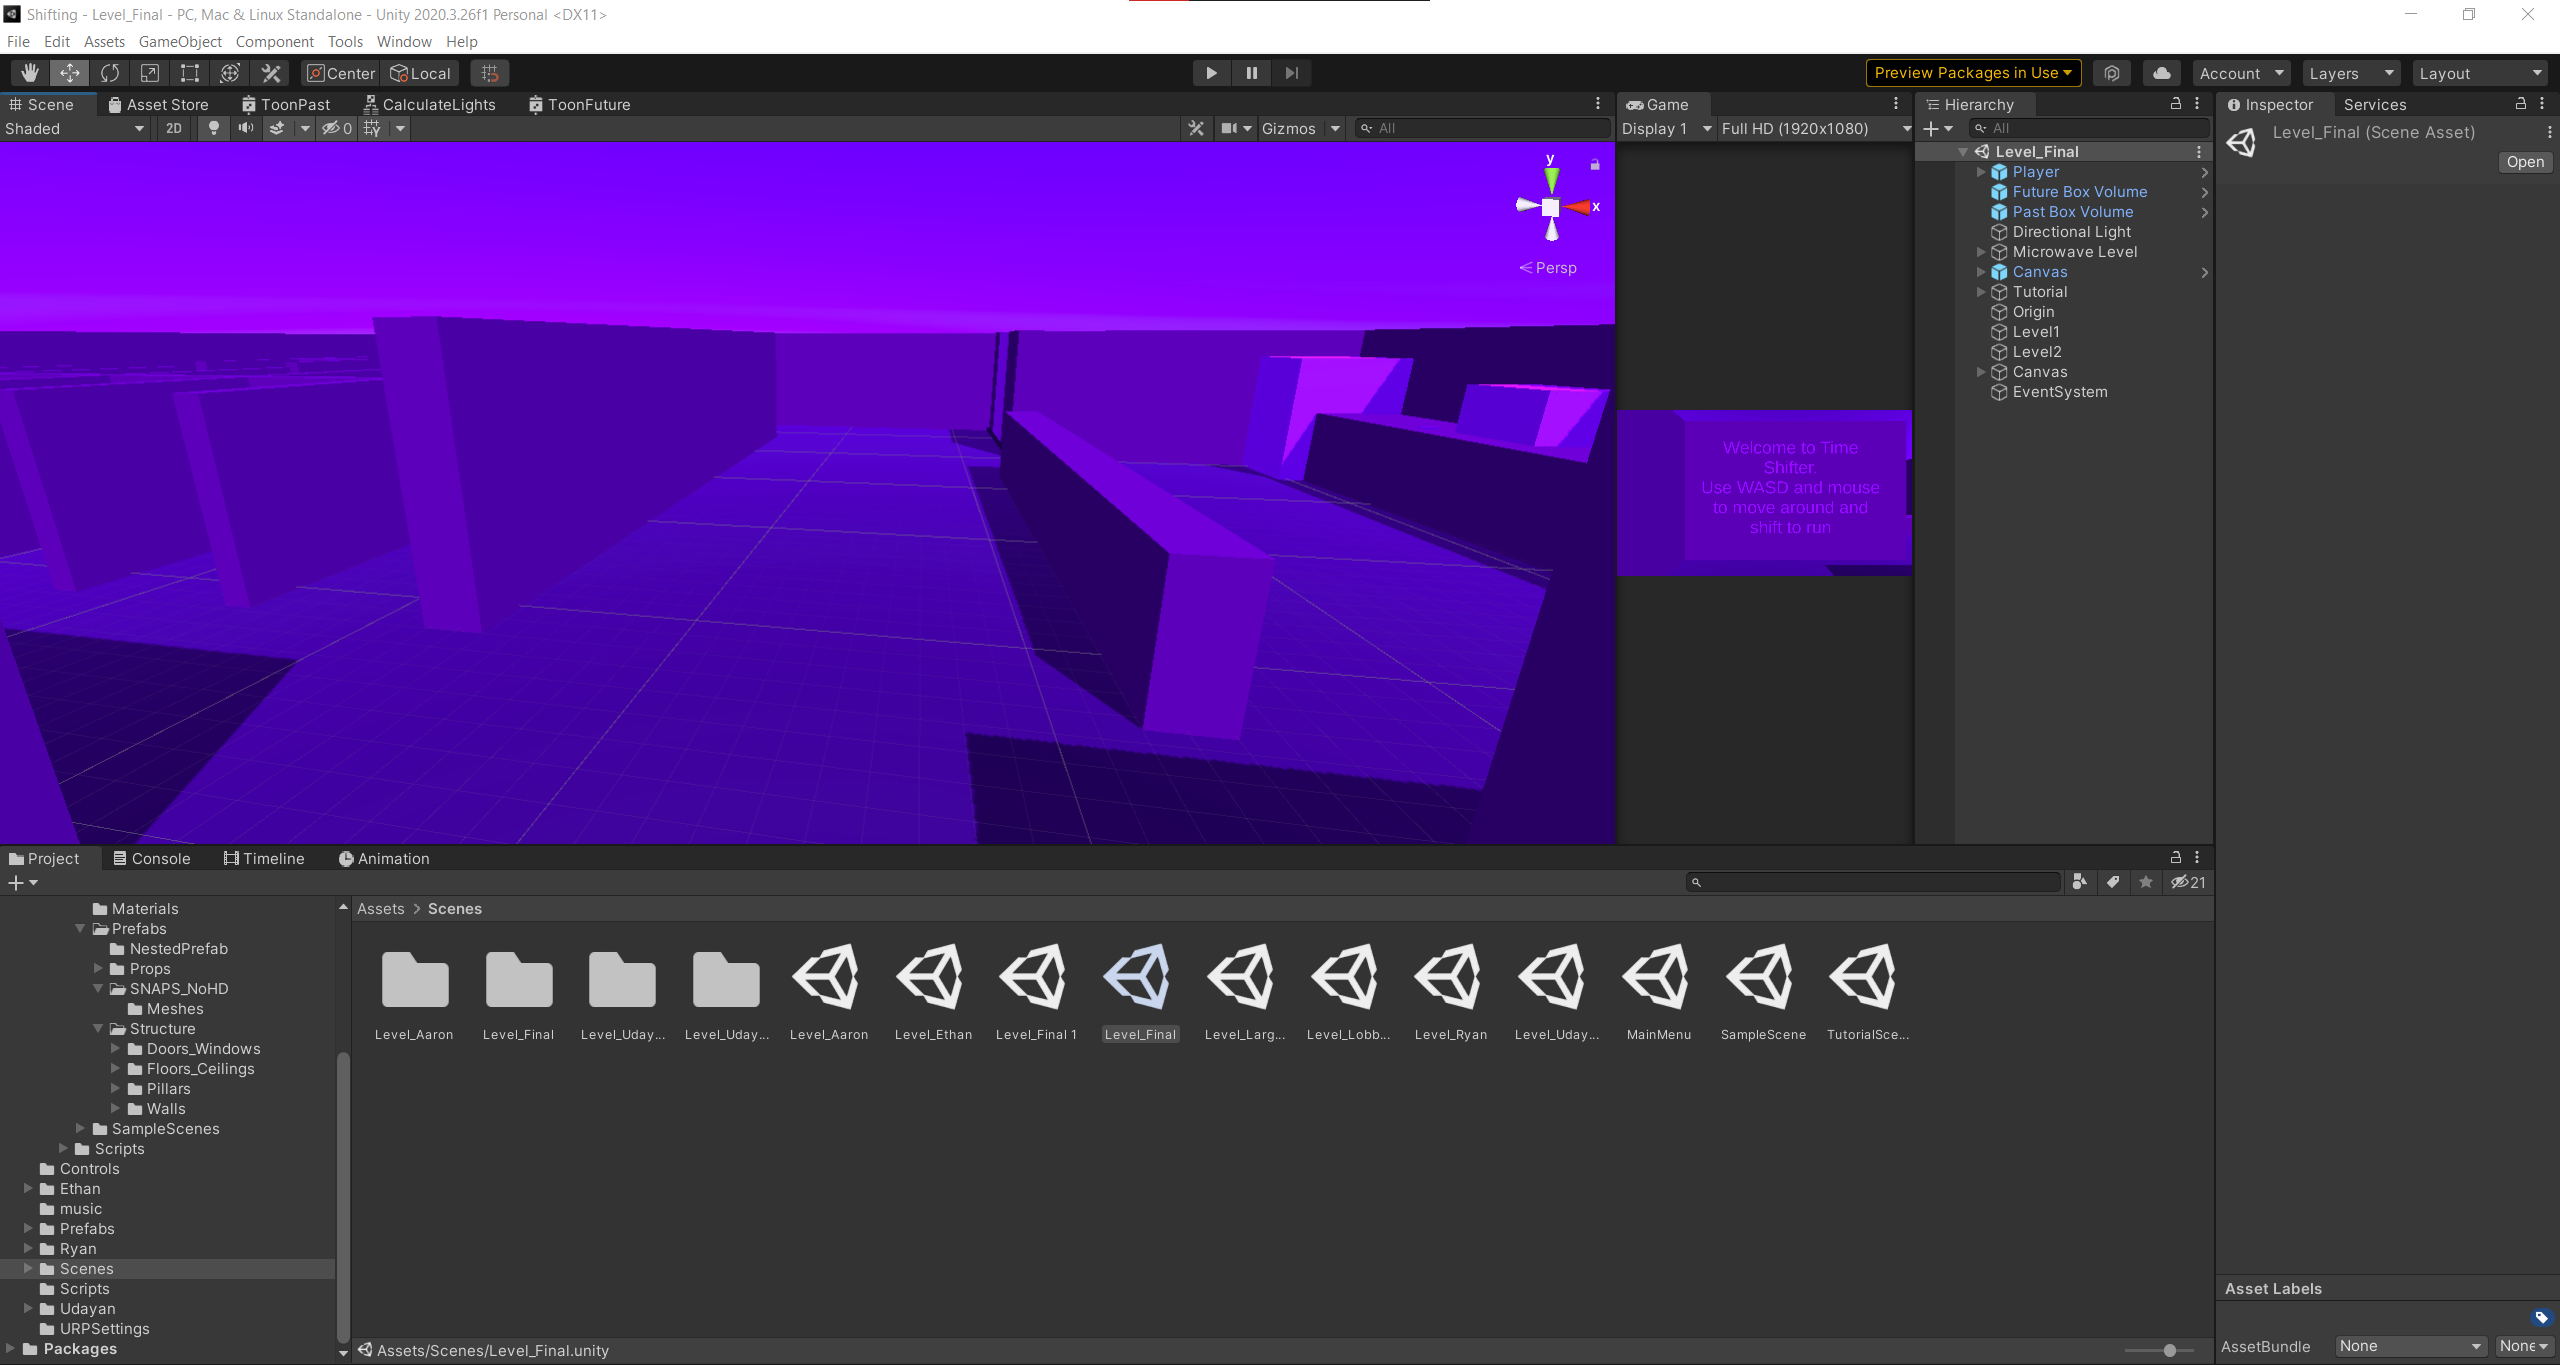 Shifting - Level_Final - PC, Mac & Linux Standalone - Unity 2020.3.26f1 Personal <DX11>
File Edit Assets GameObject Component Tools Window Help
Center Local Preview Packages in Use Account Layers Layout
Scene Asset Store ToonPast CalculateLights ToonFuture
Shaded 2D 0 Gizmos All
y
x
Persp
Game
Display 1 Full HD (1920x1080)
Welcome to Time
Shifter.
Use WASD and mouse
to move around and
shift to run
Hierarchy
All
Level_Final
Player
Future Box Volume
Past Box Volume
Directional Light
Microwave Level
Canvas
Tutorial
Origin
Level1
Level2
Canvas
EventSystem
Inspector Services
Level_Final (Scene Asset)
Open
Project Console Timeline Animation
21
Materials
Prefabs
NestedPrefab
Props
SNAPS_NoHD
Meshes
Structure
Doors_Windows
Floors_Ceilings
Pillars
Walls
SampleScenes
Scripts
Controls
Ethan
music
Prefabs
Ryan
Scenes
Scripts
Udayan
URPSettings
Packages
Assets > Scenes
Level_Aaron Level_Final Level_Uday... Level_Uday... Level_Aaron Level_Ethan Level_Final 1 Level_Final Level_Larg... Level_Lobb... Level_Ryan Level_Uday... MainMenu SampleScene TutorialSce...
Assets/Scenes/Level_Final.unity
Asset Labels
AssetBundle None None